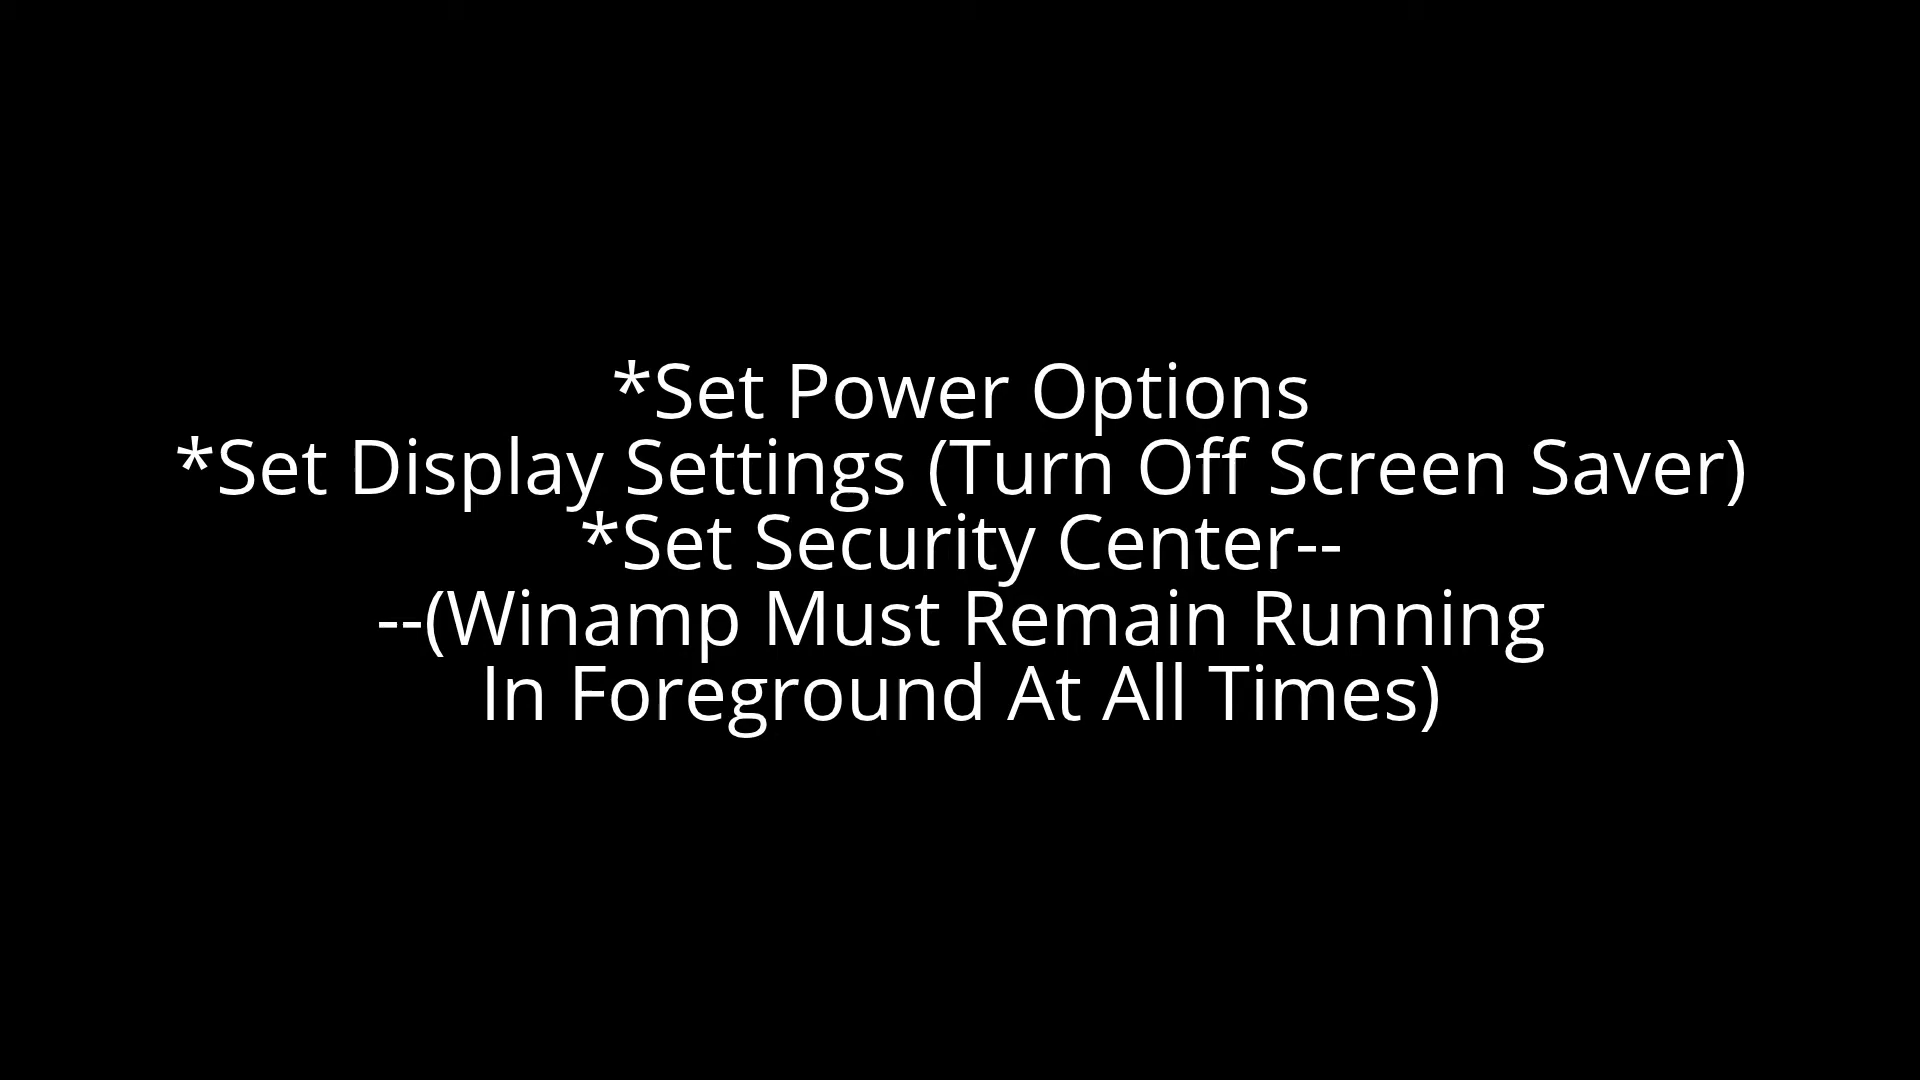 *Set Power Options
*Set Display Settings (Turn Off Screen Saver)
*Set Security Center--
--(Winamp Must Remain Running
In Foreground At All Times)